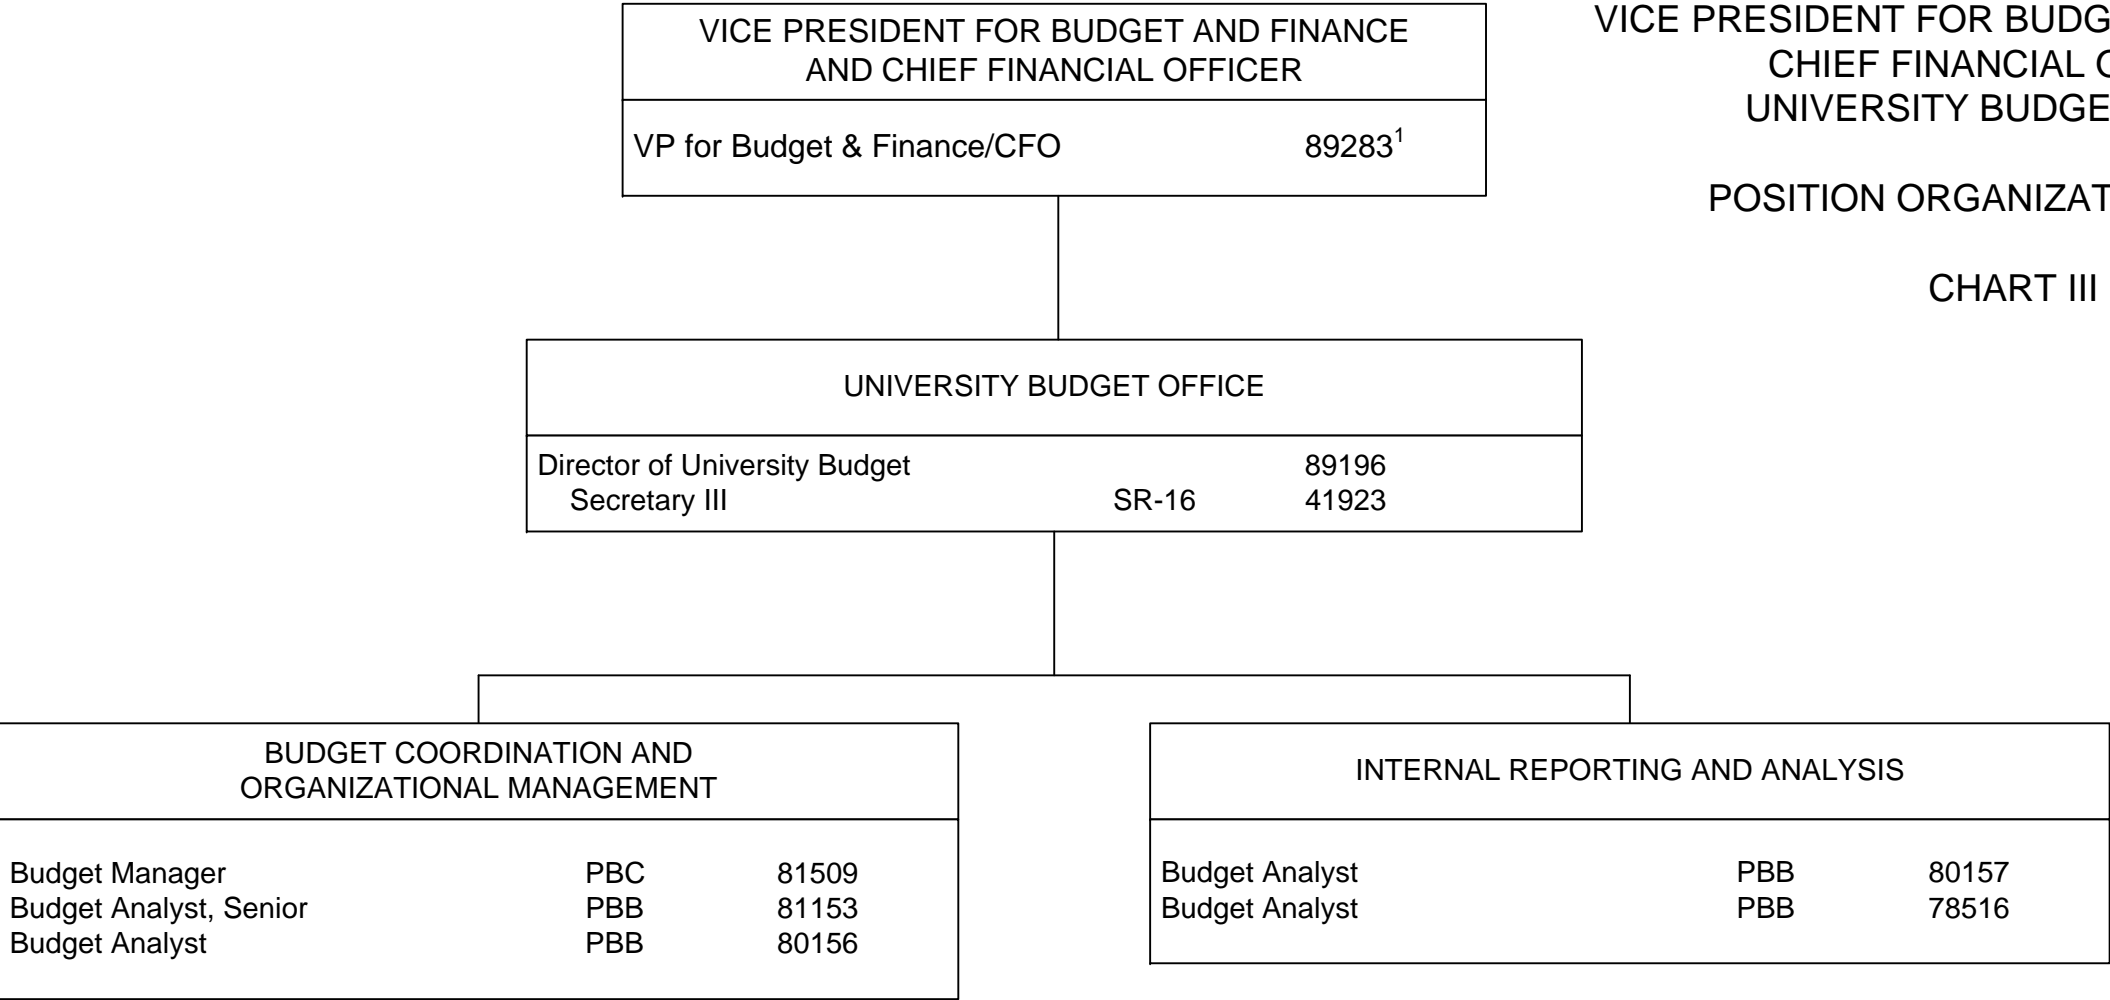 VICE PRESIDENT FOR BUDGET AND FINANCE
AND CHIEF FINANCIAL OFFICER
VP for Budget & Finance/CFO 89283¹
VICE PRESIDENT FOR
CHIEF FINANCIAL
UNIVERSITY
POSITION
CHART III
UNIVERSITY BUDGET OFFICE
Director of University Budget 89196
Secretary III SR-16 41923
BUDGET COORDINATION AND
ORGANIZATIONAL MANAGEMENT
Budget Manager PBC 81509
Budget Analyst, Senior PBB 81153
Budget Analyst PBB 80156
INTERNAL REPORTING AND ANALYSIS
Budget Analyst PBB 80157
Budget Analyst PBB 78516